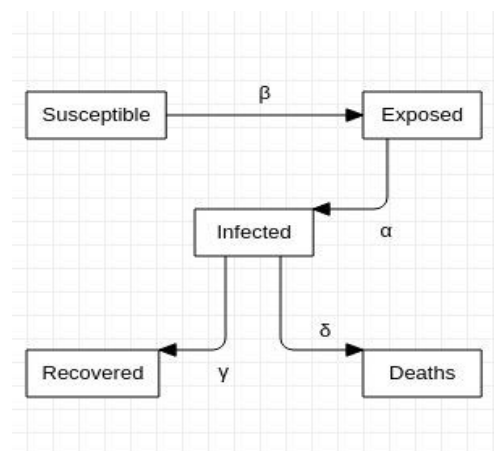 β
Susceptible
Exposed
Infected
α
δ
Recovered
γ
Deaths